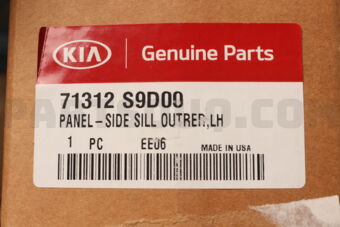 KIA Genuine Parts
71312 S9D00
PANEL-SIDE SILL OUTRER,LH
1 PC EE06 MADE IN USA